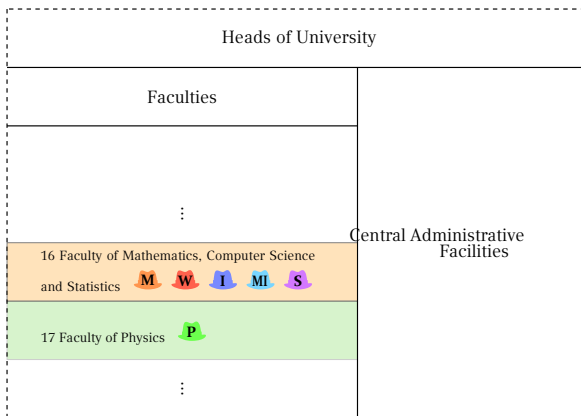 Heads of University
Faculties
⋮
Central Administrative
Facilities
16 Faculty of Mathematics, Computer Science
and Statistics M W I MI S
17 Faculty of Physics P
⋮